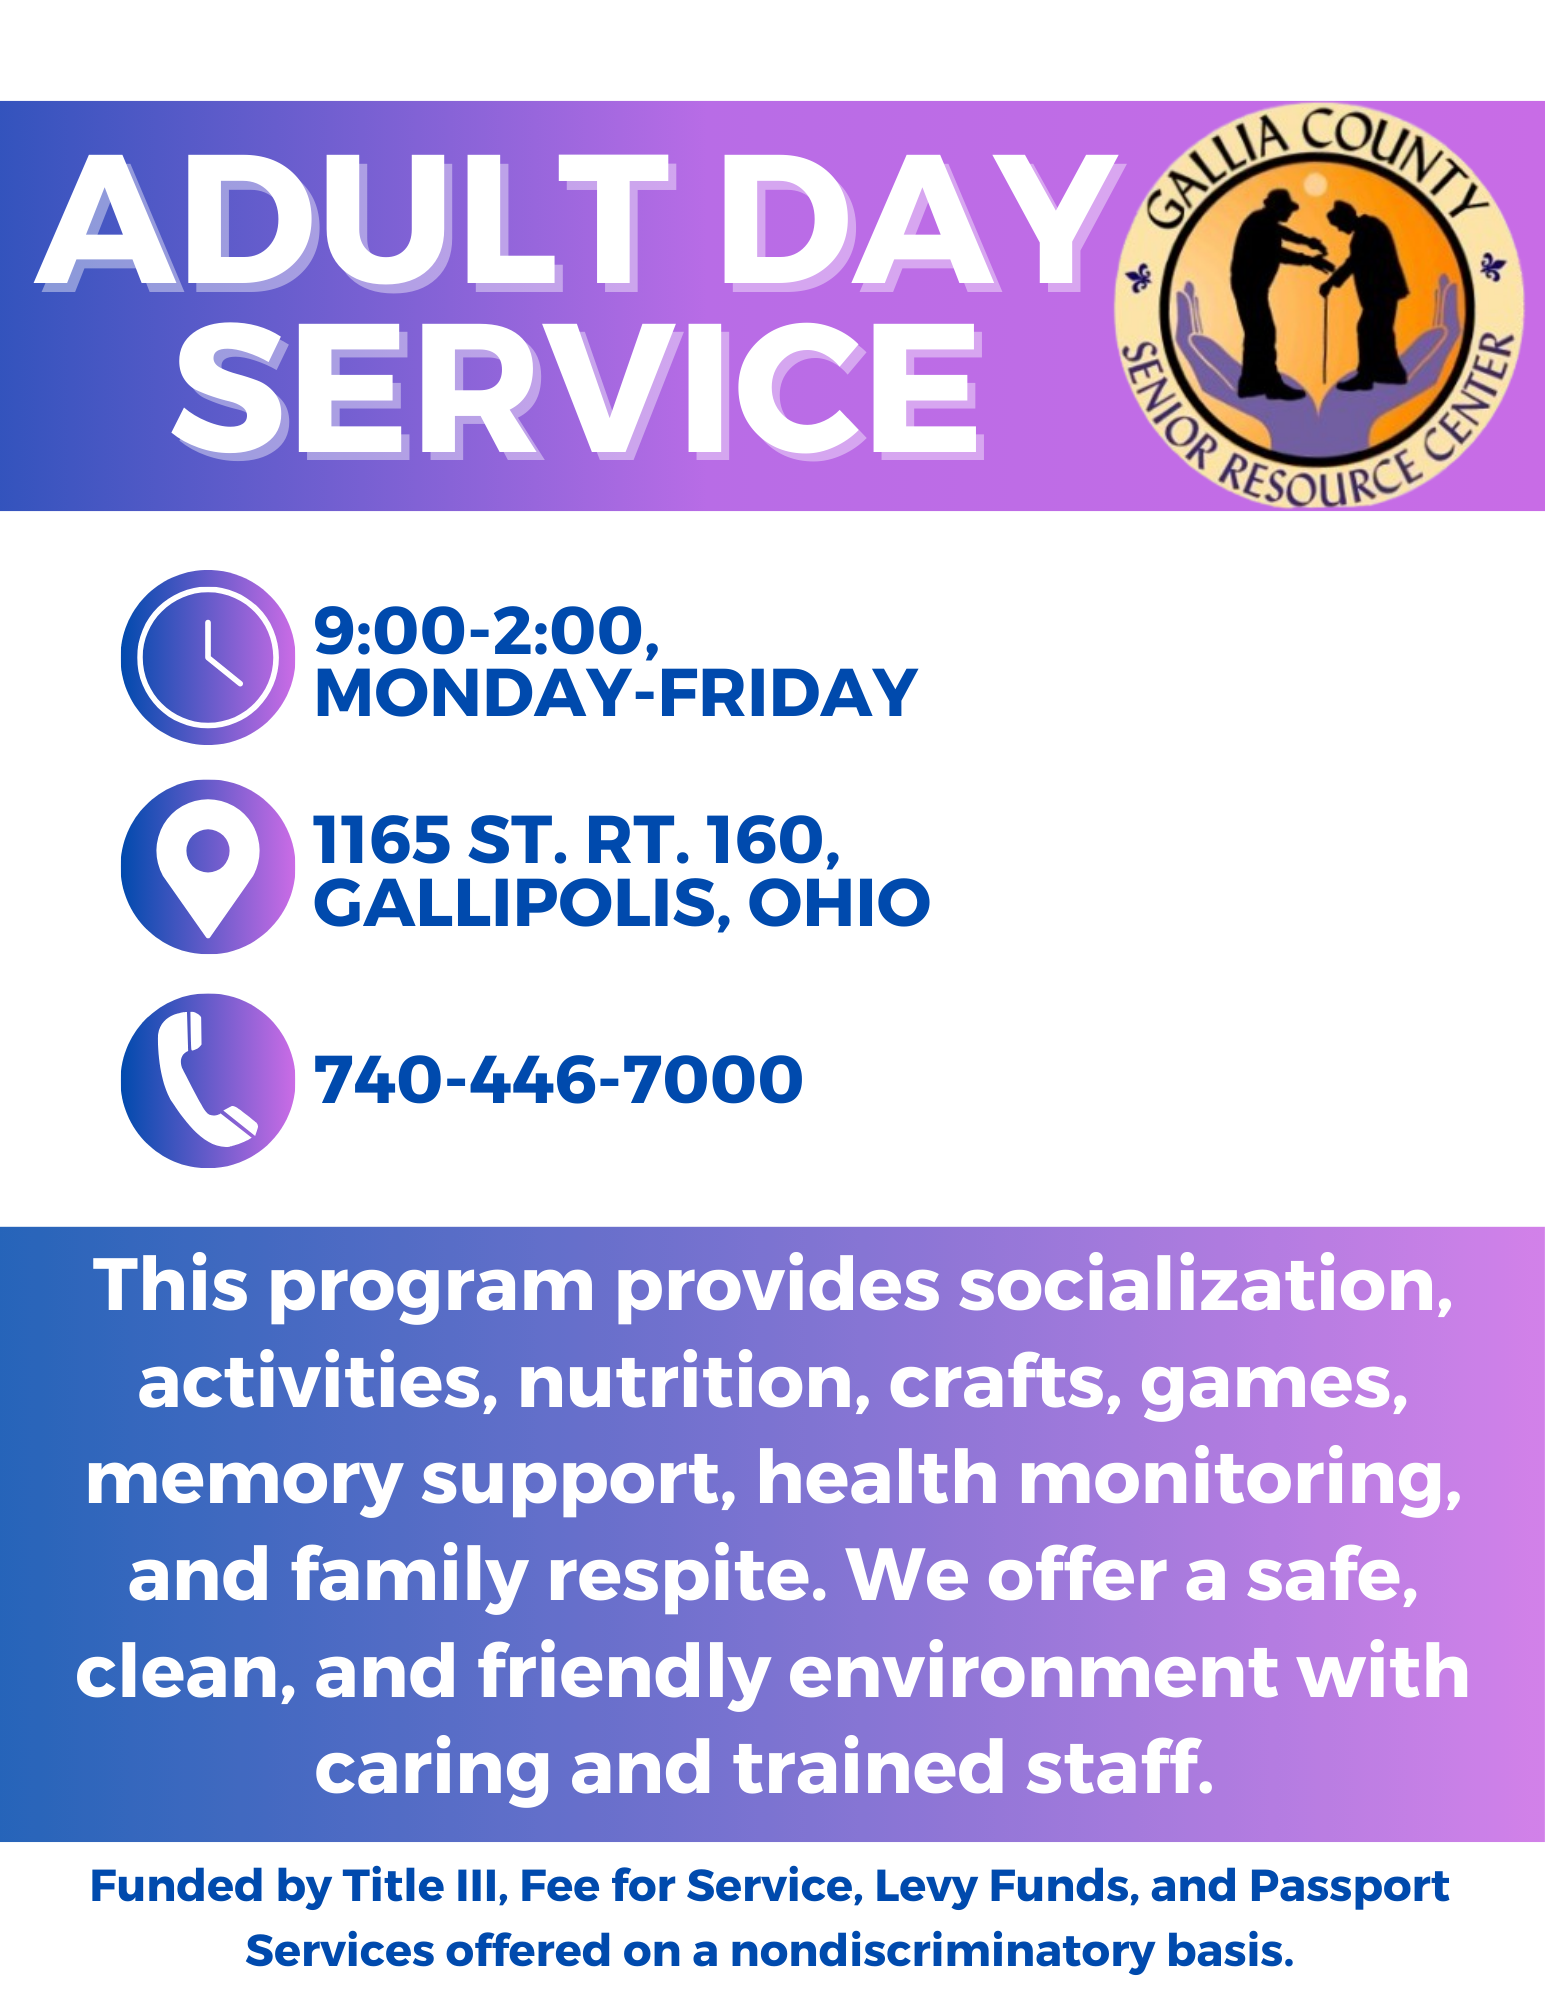 ADULT DAY
SERVICE
GALLIA COUNTY
SENIOR RESOURCE CENTER
9:00-2:00,
MONDAY-FRIDAY
1165 ST. RT. 160,
GALLIPOLIS, OHIO
740-446-7000
This program provides socialization,
activities, nutrition, crafts, games,
memory support, health monitoring,
and family respite. We offer a safe,
clean, and friendly environment with
caring and trained staff.
Funded by Title III, Fee for Service, Levy Funds, and Passport
Services offered on a nondiscriminatory basis.